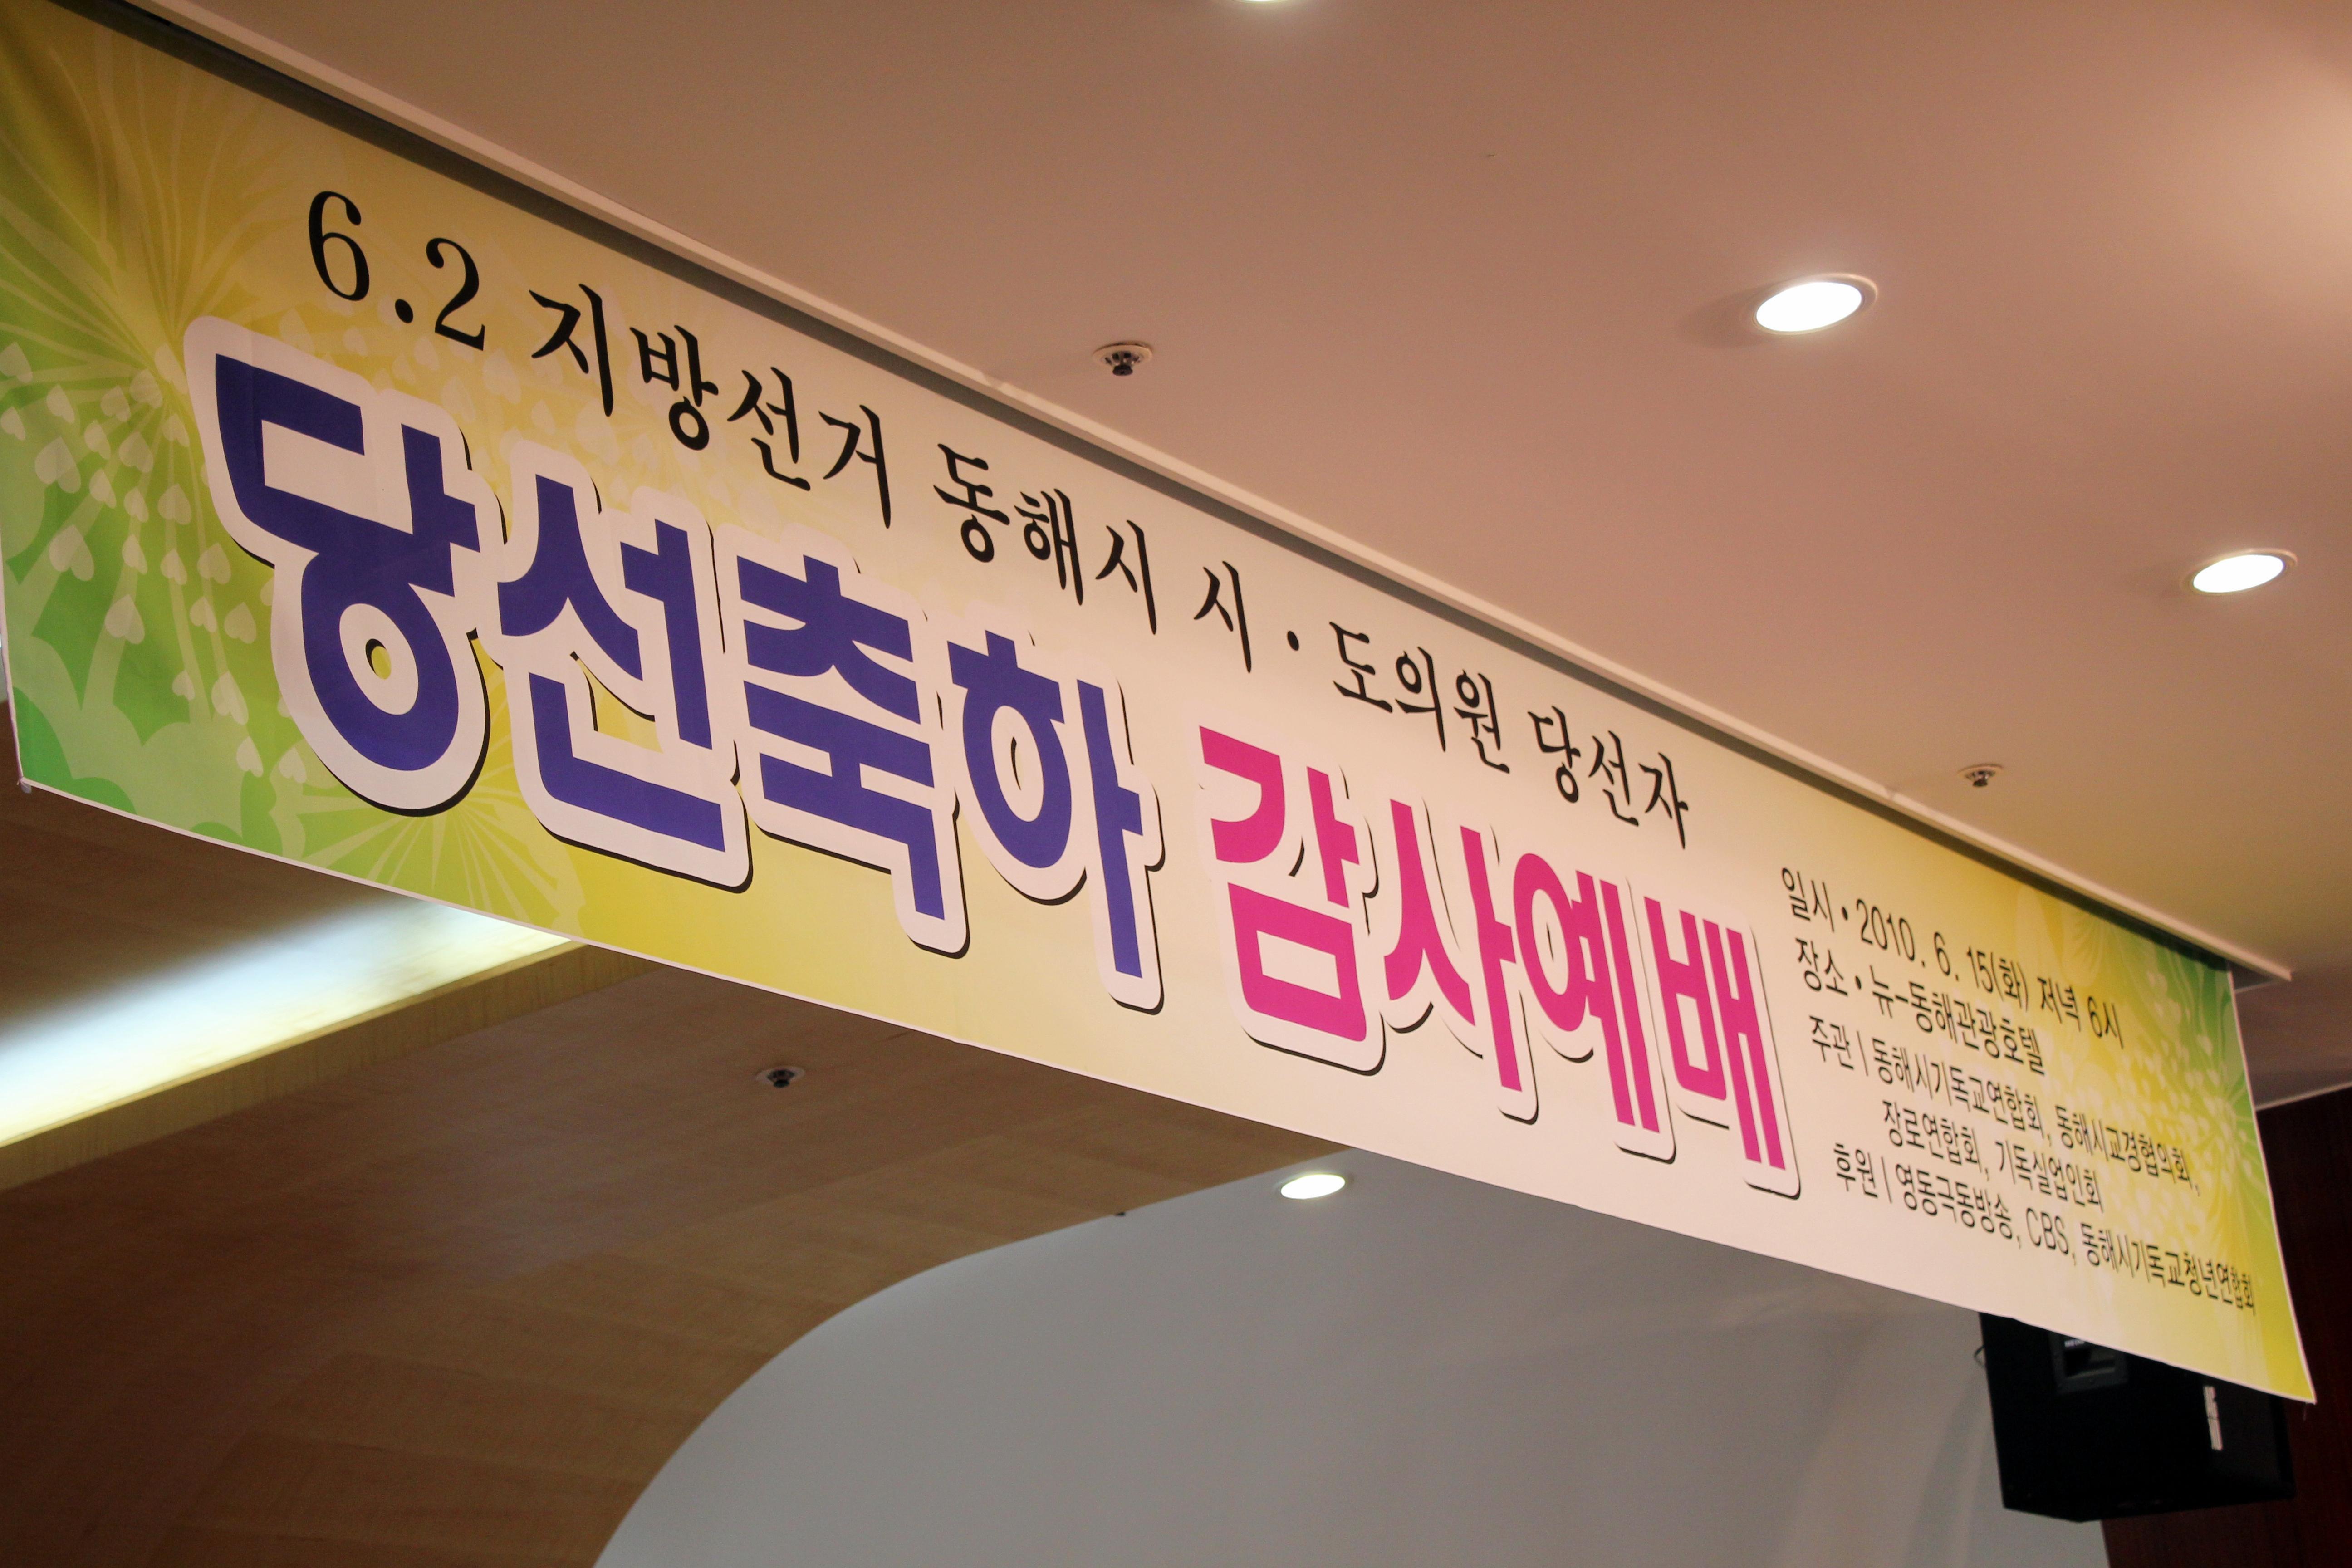 6.2 지방선거 동해시 시·도의원 당선자
당선축하 감사예배
일시·2010. 6. 15(화) 저녁 6시
장소·뉴-동해관광호텔
주관 | 동해시기독교연합회, 동해시교경협의회,
장로연합회, 기독실업인회
후원 | 영동극동방송, CBS, 동해시기독교청년연합회